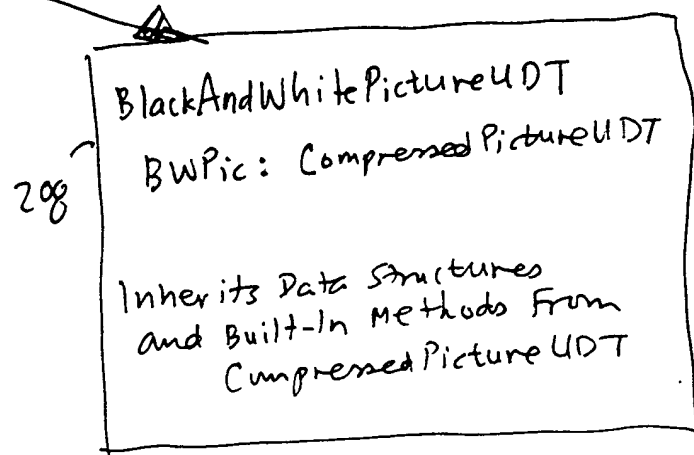 BlackAndWhitePictureUDT
BWPic: CompressedPictureUDT
208
Inherits Data Structures
and Built-In Methods From
CompressedPictureUDT